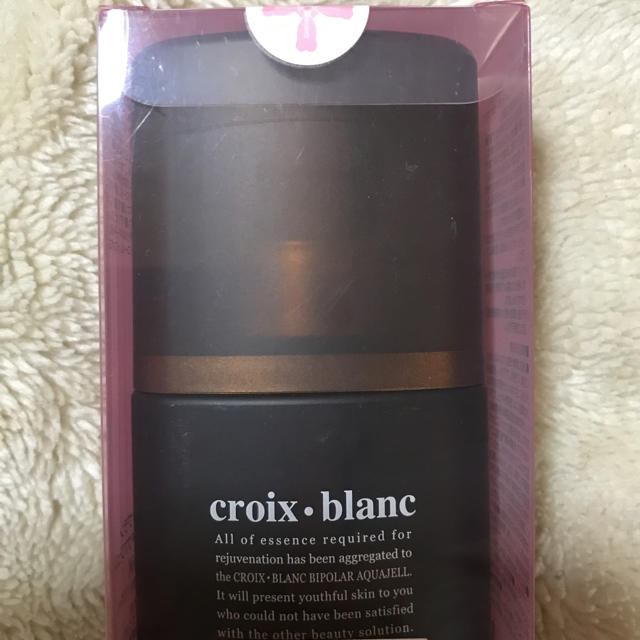 croix・blanc
All of essence required for
rejuvenation has been aggregated to
the CROIX・BLANC BIPOLAR AQUAJELL.
It will present youthful skin to you
who could not have been satisfied
with the other beauty solution.